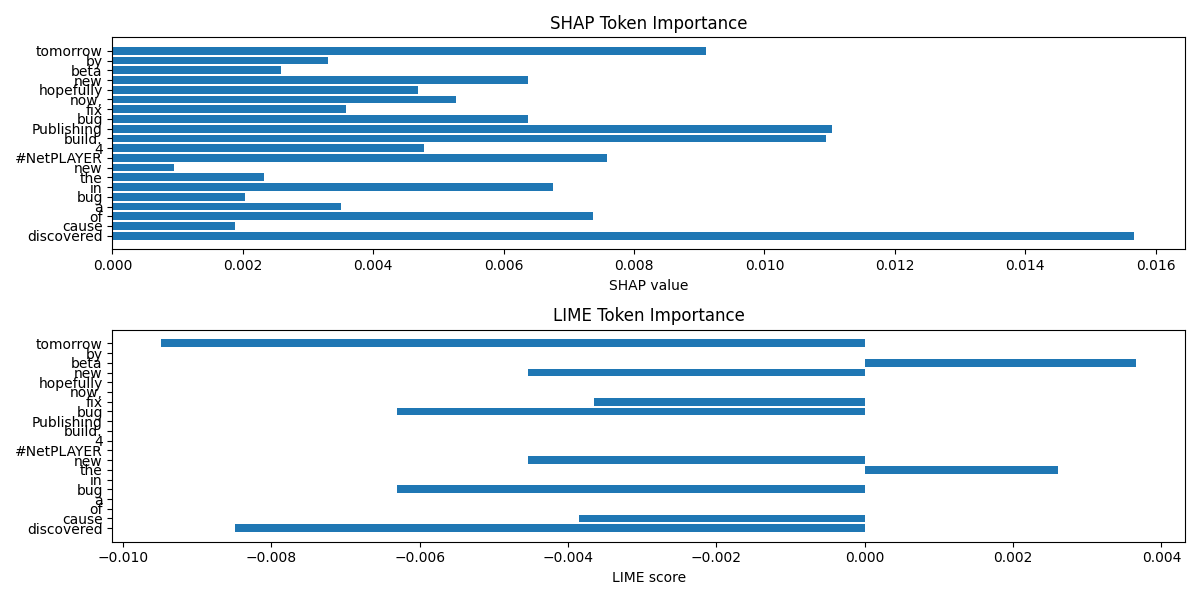 SHAP Token Importance
tomorrow
by
beta
new
hopefully
now,
fix
bug
Publishing
build,
4
#NetPLAYER
new
the
in
bug
a
of
cause
discovered
0.000 0.002 0.004 0.006 0.008 0.010 0.012 0.014 0.016
SHAP value
LIME Token Importance
tomorrow
by
beta
new
hopefully
now,
fix
bug
Publishing
build,
4
#NetPLAYER
new
the
in
bug
a
of
cause
discovered
−0.010 −0.008 −0.006 −0.004 −0.002 0.000 0.002 0.004
LIME score